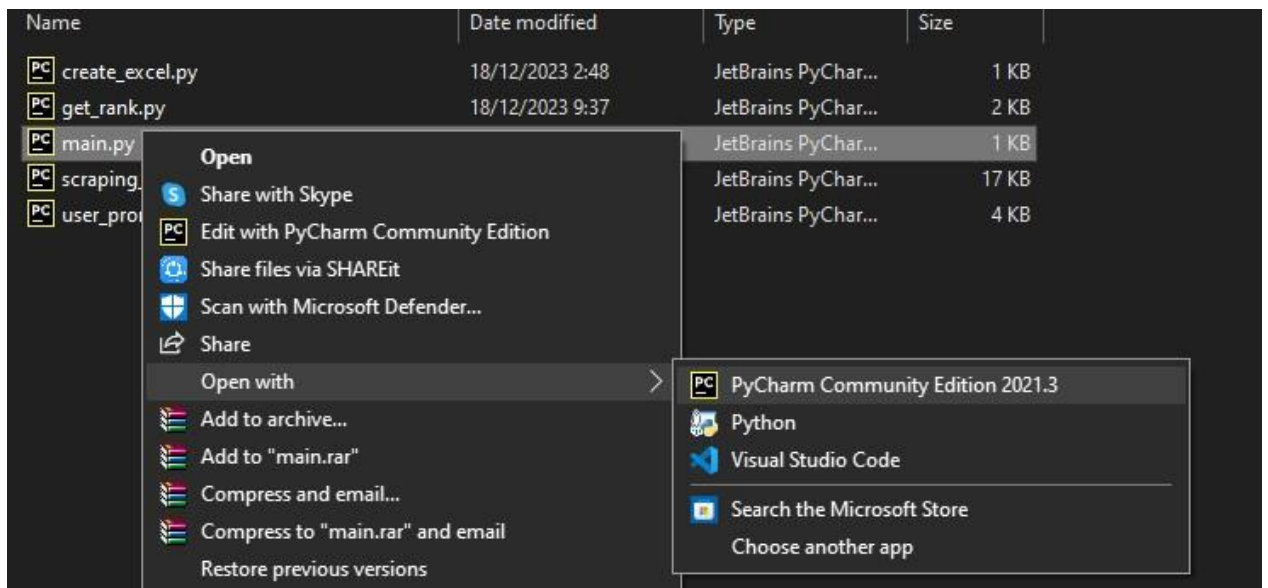 Name Date modified Type Size
create_excel.py 18/12/2023 2:48 JetBrains PyChar... 1 KB
get_rank.py 18/12/2023 9:37 JetBrains PyChar... 2 KB
main.py JetBrains PyChar... 1 KB
scraping_ JetBrains PyChar... 17 KB
user_pro JetBrains PyChar... 4 KB
Open
Share with Skype
Edit with PyCharm Community Edition
Share files via SHAREit
Scan with Microsoft Defender...
Share
Open with
Add to archive...
Add to "main.rar"
Compress and email...
Compress to "main.rar" and email
Restore previous versions
PyCharm Community Edition 2021.3
Python
Visual Studio Code
Search the Microsoft Store
Choose another app